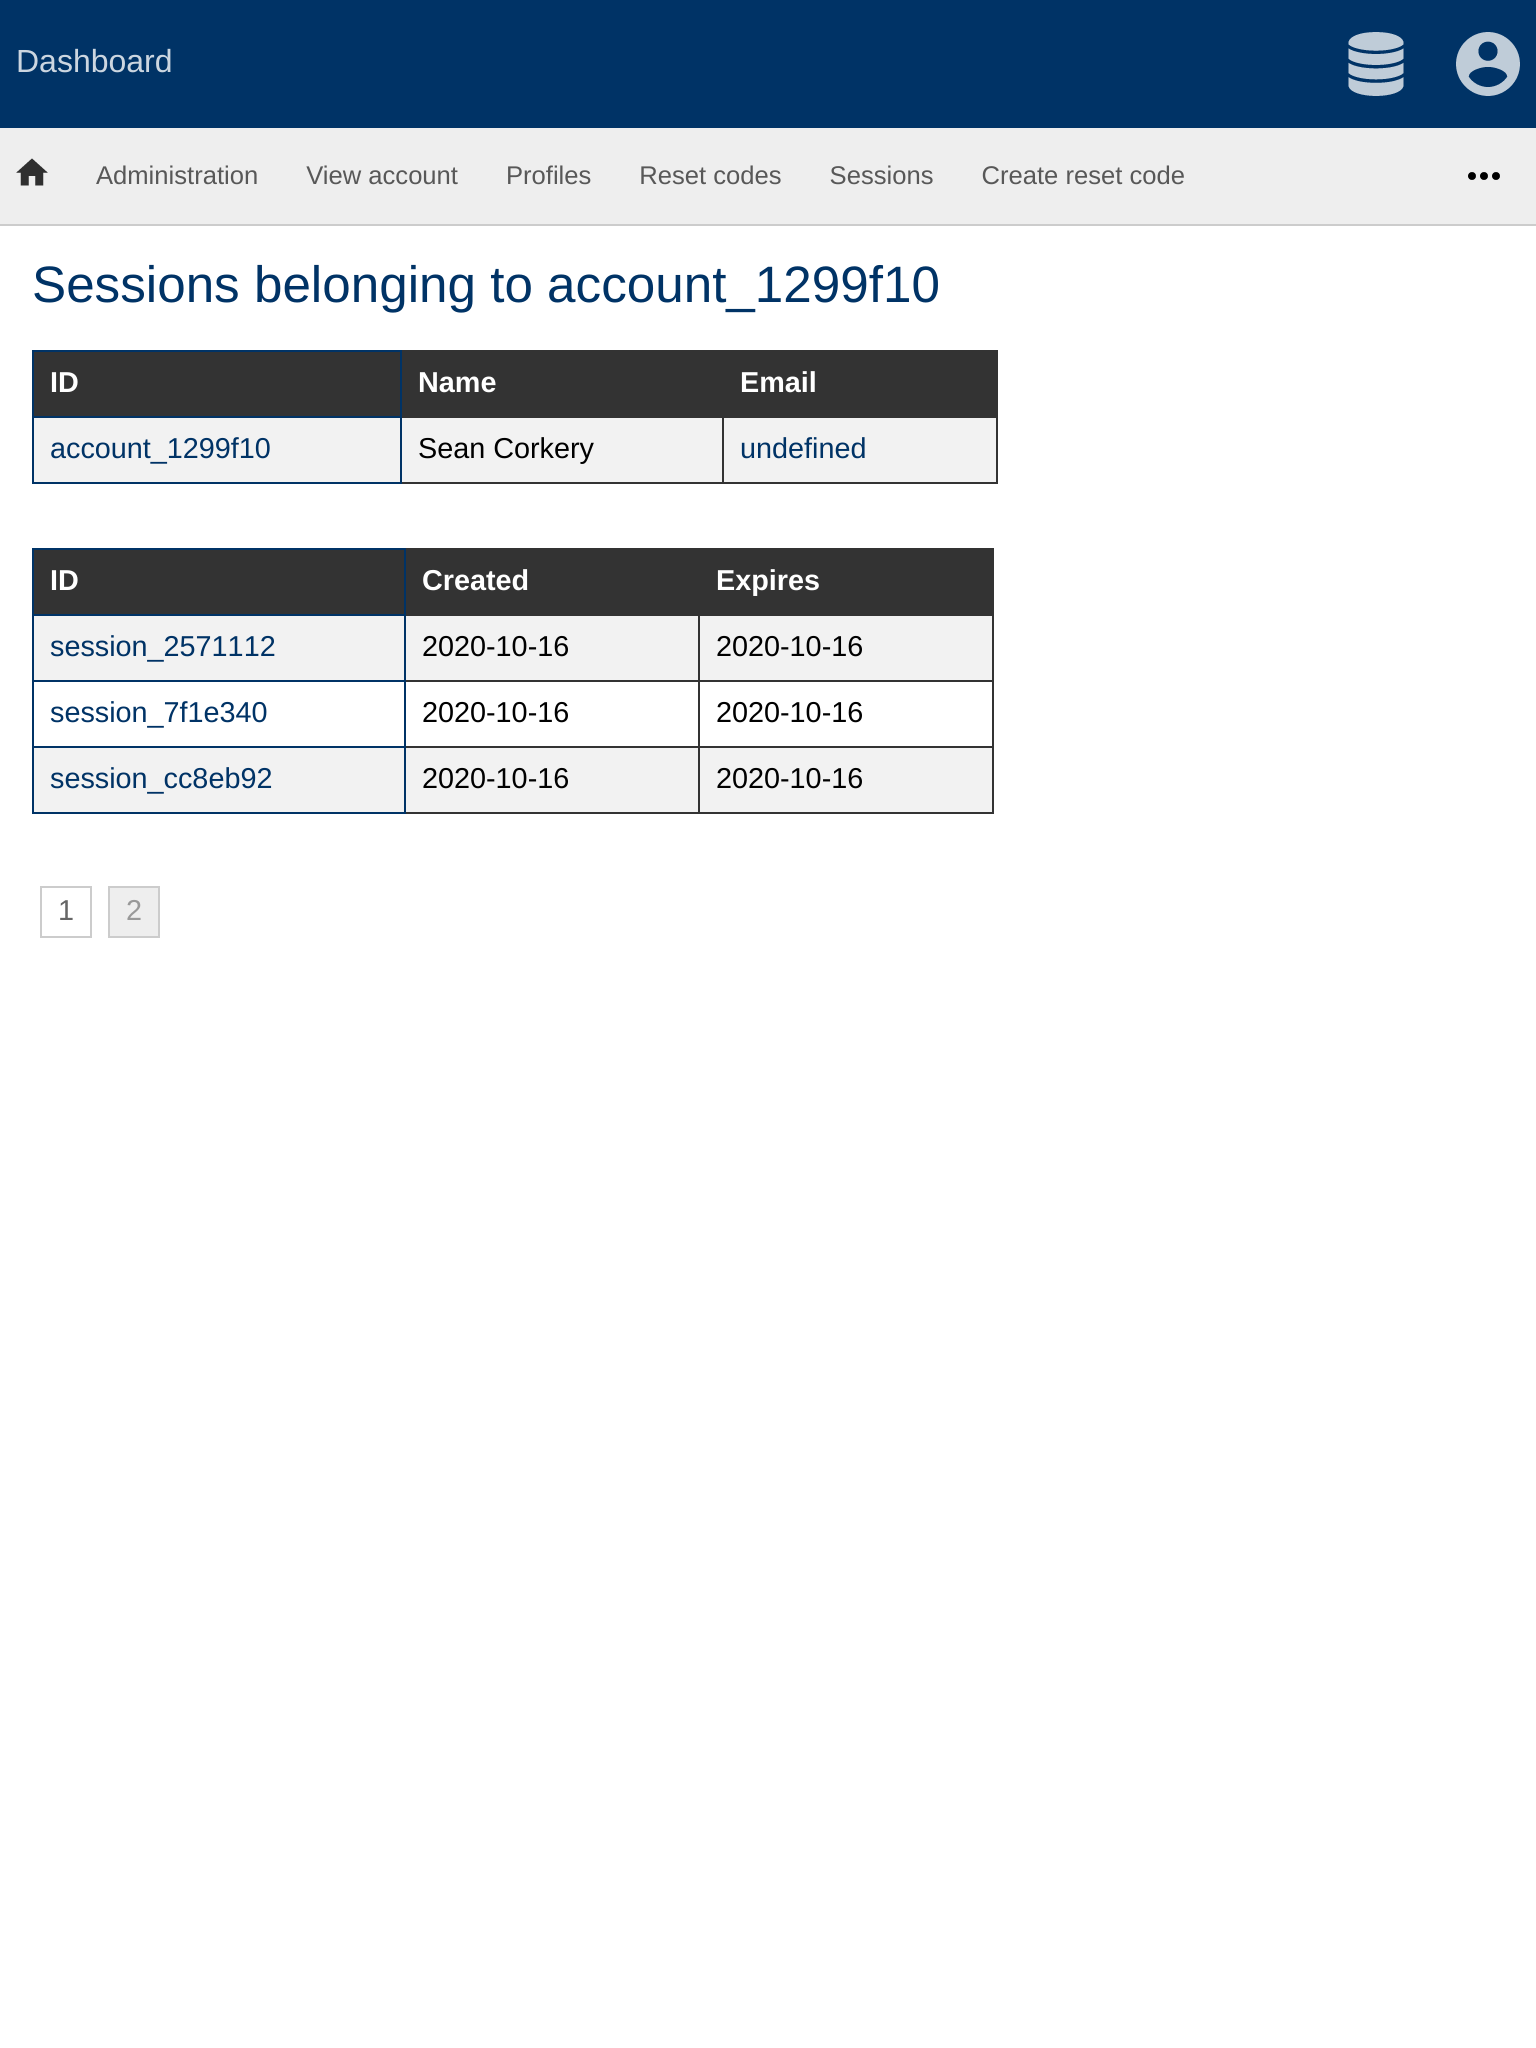 Dashboard
Administration View account Profiles Reset codes Sessions Create reset code
Sessions belonging to account_1299f10
ID Name Email
account_1299f10 Sean Corkery undefined
ID Created Expires
session_2571112 2020-10-16 2020-10-16
session_7f1e340 2020-10-16 2020-10-16
session_cc8eb92 2020-10-16 2020-10-16
1 2